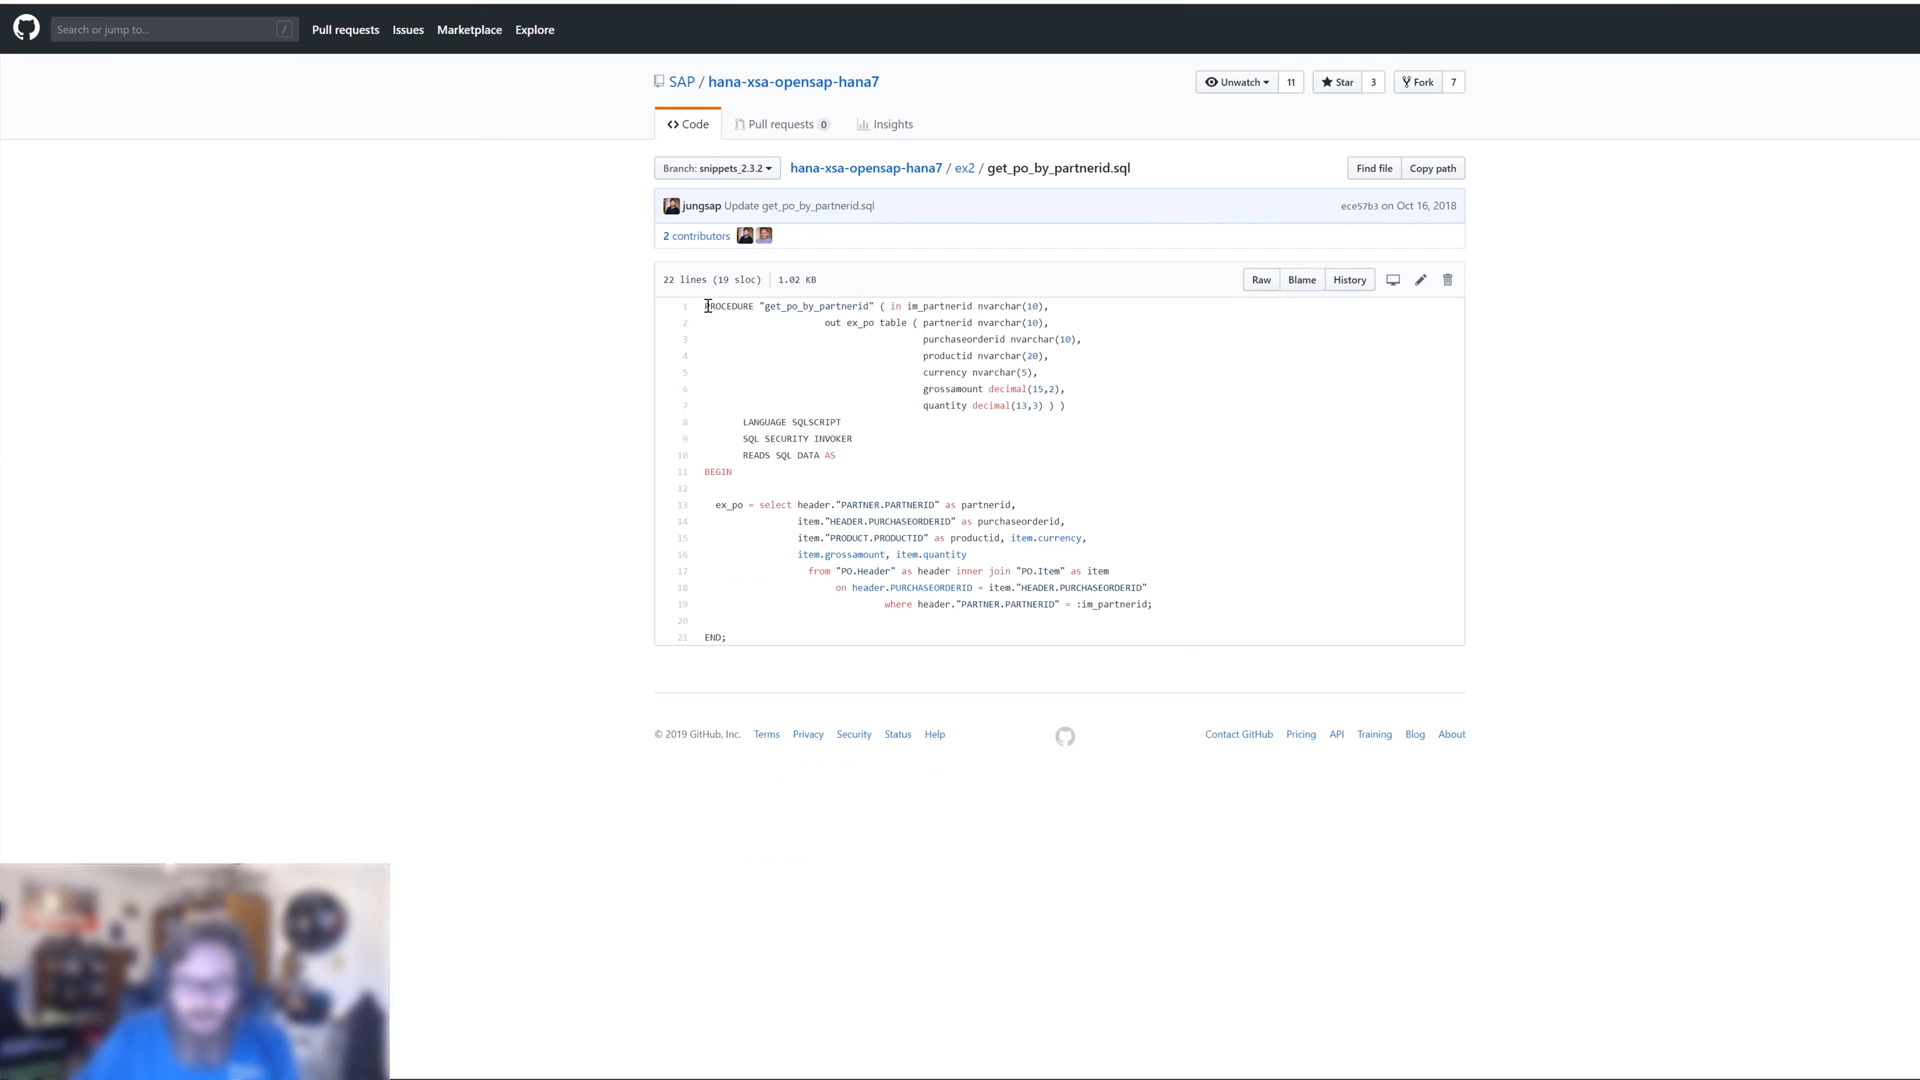 Search or jump to... /
Pull requests Issues Marketplace Explore
SAP / hana-xsa-opensap-hana7
Unwatch 11 Star 3 Fork 7
<> Code Pull requests 0 Insights
Branch: snippets_2.3.2 hana-xsa-opensap-hana7 / ex2 / get_po_by_partnerid.sql Find file Copy path
jungsap Update get_po_by_partnerid.sql ece57b3 on Oct 16, 2018
2 contributors
22 lines (19 sloc) 1.02 KB Raw Blame History
1 PROCEDURE "get_po_by_partnerid" ( in im_partnerid nvarchar(10),
2 out ex_po table ( partnerid nvarchar(10),
3 purchaseorderid nvarchar(10),
4 productid nvarchar(20),
5 currency nvarchar(5),
6 grossamount decimal(15,2),
7 quantity decimal(13,3) ) )
8 LANGUAGE SQLSCRIPT
9 SQL SECURITY INVOKER
10 READS SQL DATA AS
11 BEGIN
12
13 ex_po = select header."PARTNER.PARTNERID" as partnerid,
14 item."HEADER.PURCHASEORDERID" as purchaseorderid,
15 item."PRODUCT.PRODUCTID" as productid, item.currency,
16 item.grossamount, item.quantity
17 from "PO.Header" as header inner join "PO.Item" as item
18 on header.PURCHASEORDERID = item."HEADER.PURCHASEORDERID"
19 where header."PARTNER.PARTNERID" = :im_partnerid;
20
21 END;
© 2019 GitHub, Inc. Terms Privacy Security Status Help Contact GitHub Pricing API Training Blog About